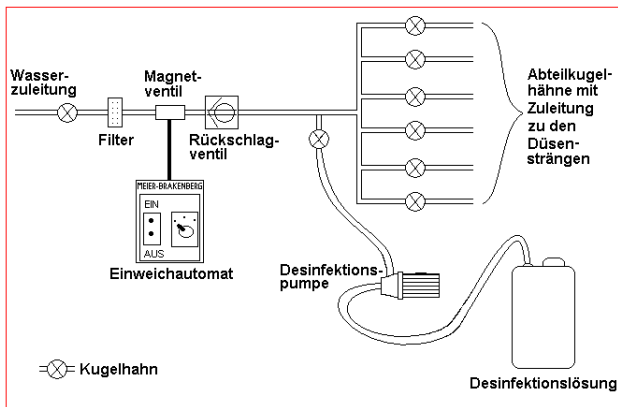 Wasser-
zuleitung
Filter
Magnet-
ventil
Rückschlag-
ventil
MEIER-BRAKENBERG
EIN
AUS
Einweichautomat
Abteilkugel-
hähne mit
Zuleitung
zu den
Düsen-
strängen
Desinfektions-
pumpe
Desinfektionslösung
Kugelhahn